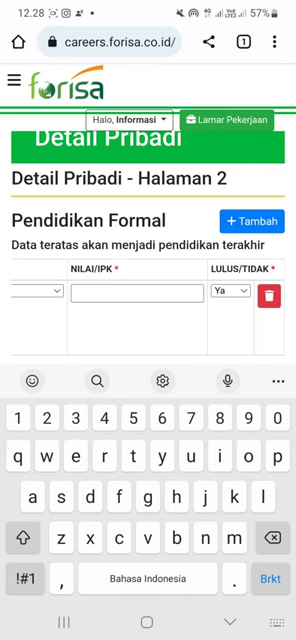 12.28
4G
57%
careers.forisa.co.id/
1
forisa
Halo, Informasi
Lamar Pekerjaan
Detail Pribadi
Detail Pribadi - Halaman 2
Pendidikan Formal
+ Tambah
Data teratas akan menjadi pendidikan terakhir
NILAI/IPK * LULUS/TIDAK *
Ya
1 2 3 4 5 6 7 8 9 0
q w e r t y u i o p
a s d f g h j k l
z x c v b n m
!#1 , Bahasa Indonesia . Brkt